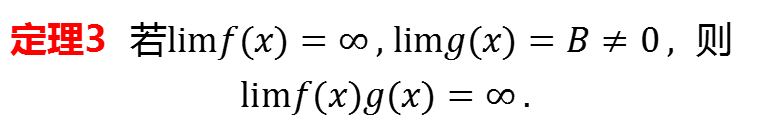 定理3 若limf(x) = ∞, limg(x) = B ≠ 0, 则
limf(x)g(x) = ∞.